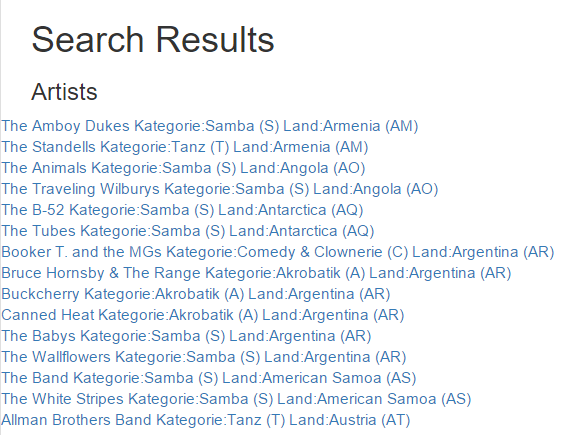 Search Results
Artists
The Amboy Dukes Kategorie:Samba (S) Land:Armenia (AM)
The Standells Kategorie:Tanz (T) Land:Armenia (AM)
The Animals Kategorie:Samba (S) Land:Angola (AO)
The Traveling Wilburys Kategorie:Samba (S) Land:Angola (AO)
The B-52 Kategorie:Samba (S) Land:Antarctica (AQ)
The Tubes Kategorie:Samba (S) Land:Antarctica (AQ)
Booker T. and the MGs Kategorie:Comedy & Clownerie (C) Land:Argentina (AR)
Bruce Hornsby & The Range Kategorie:Akrobatik (A) Land:Argentina (AR)
Buckcherry Kategorie:Akrobatik (A) Land:Argentina (AR)
Canned Heat Kategorie:Akrobatik (A) Land:Argentina (AR)
The Babys Kategorie:Samba (S) Land:Argentina (AR)
The Wallflowers Kategorie:Samba (S) Land:Argentina (AR)
The Band Kategorie:Samba (S) Land:American Samoa (AS)
The White Stripes Kategorie:Samba (S) Land:American Samoa (AS)
Allman Brothers Band Kategorie:Tanz (T) Land:Austria (AT)